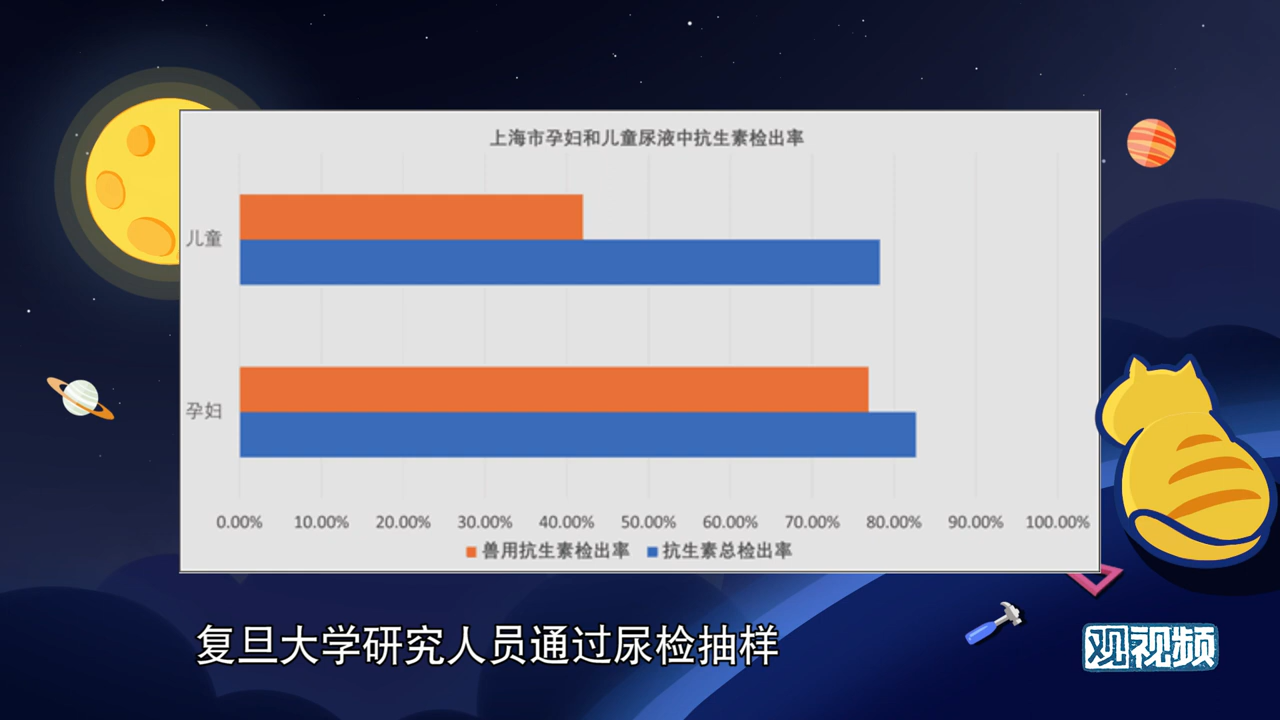 上海市孕妇和儿童尿液中抗生素检出率
儿童
孕妇
0.00% 10.00% 20.00% 30.00% 40.00% 50.00% 60.00% 70.00% 80.00% 90.00% 100.00%
兽用抗生素检出率 抗生素总检出率
复旦大学研究人员通过尿检抽样
观视频